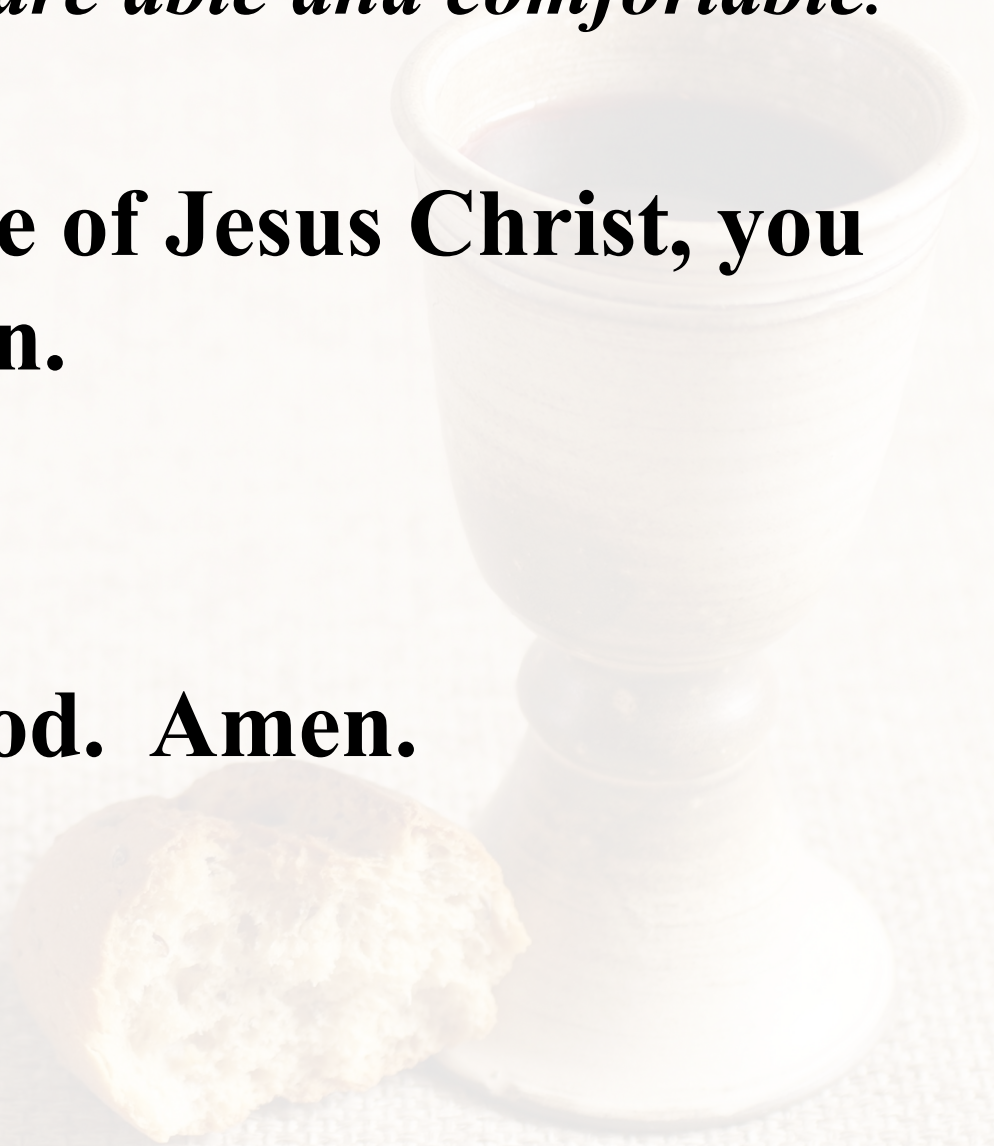 are able and comfortable.
e of Jesus Christ, you
n.
od.  Amen.